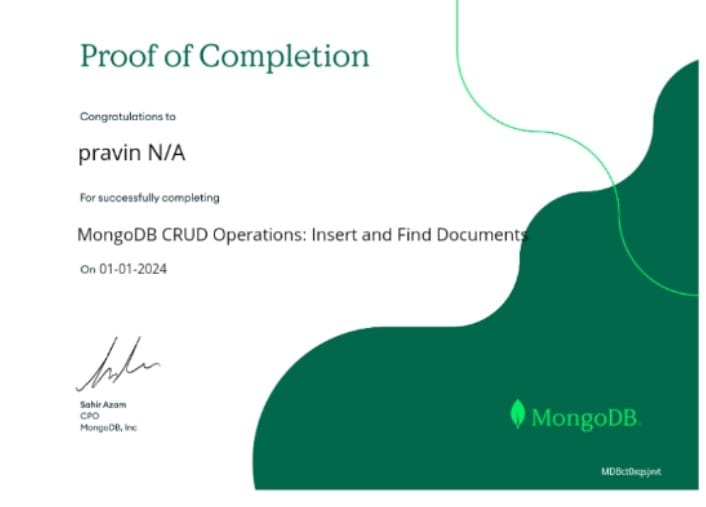 Proof of Completion
Congratulations to
pravin N/A
For successfully completing
MongoDB CRUD Operations: Insert and Find Documents
On 01-01-2024
Sahir Azam
CPO
MongoDB, Inc
MongoDB.